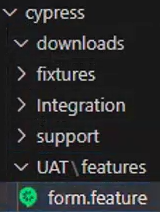 cypress
downloads
fixtures
Integration
support
UAT\features
form.feature